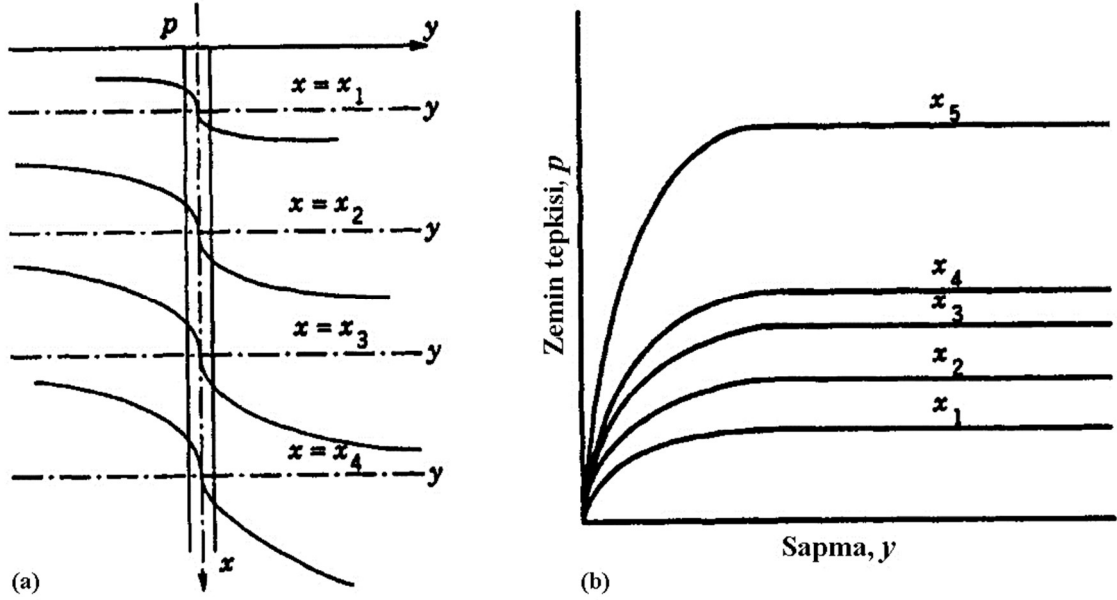 p
y
x = x1
y
x = x2
y
x = x3
y
x = x4
y
x
(a)
Zemin tepkisi, p
x5
x4
x3
x2
x1
Sapma, y
(b)